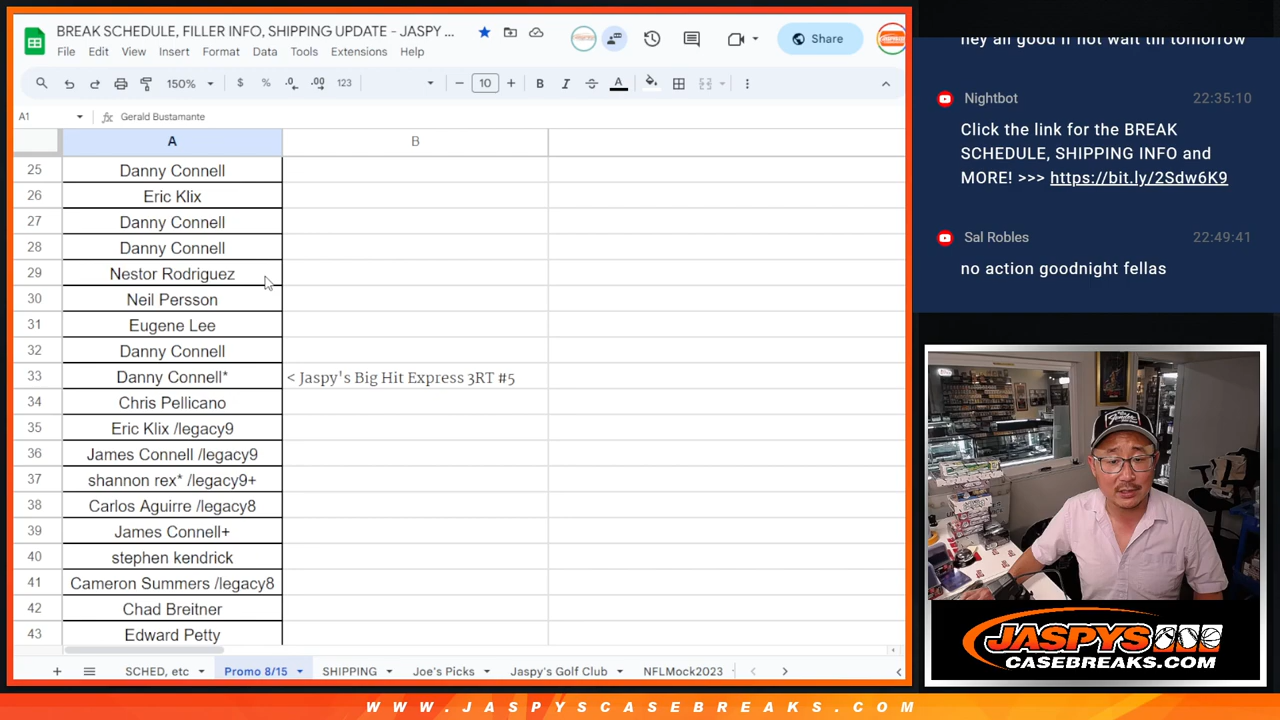 BREAK SCHEDULE, FILLER INFO, SHIPPING UPDATE - JASPY ...
File Edit View Insert Format Data Tools Extensions Help
Share
150% $ % .0 .00 123 10 B I S A
A1 fx Gerald Bustamante
A B
25 Danny Connell
26 Eric Klix
27 Danny Connell
28 Danny Connell
29 Nestor Rodriguez
30 Neil Persson
31 Eugene Lee
32 Danny Connell
33 Danny Connell* < Jaspy's Big Hit Express 3RT #5
34 Chris Pellicano
35 Eric Klix /legacy9
36 James Connell /legacy9
37 shannon rex* /legacy9+
38 Carlos Aguirre /legacy8
39 James Connell+
40 stephen kendrick
41 Cameron Summers /legacy8
42 Chad Breitner
43 Edward Petty
SCHED, etc Promo 8/15 SHIPPING Joe's Picks Jaspy's Golf Club NFLMock2023
hey all good if not wait till tomorrow
Nightbot 22:35:10
Click the link for the BREAK
SCHEDULE, SHIPPING INFO and
MORE! >>> https://bit.ly/2Sdw6K9
Sal Robles 22:49:41
no action goodnight fellas
JASPYS
CASEBREAKS.COM
WWW.JASPYSCASEBREAKS.COM